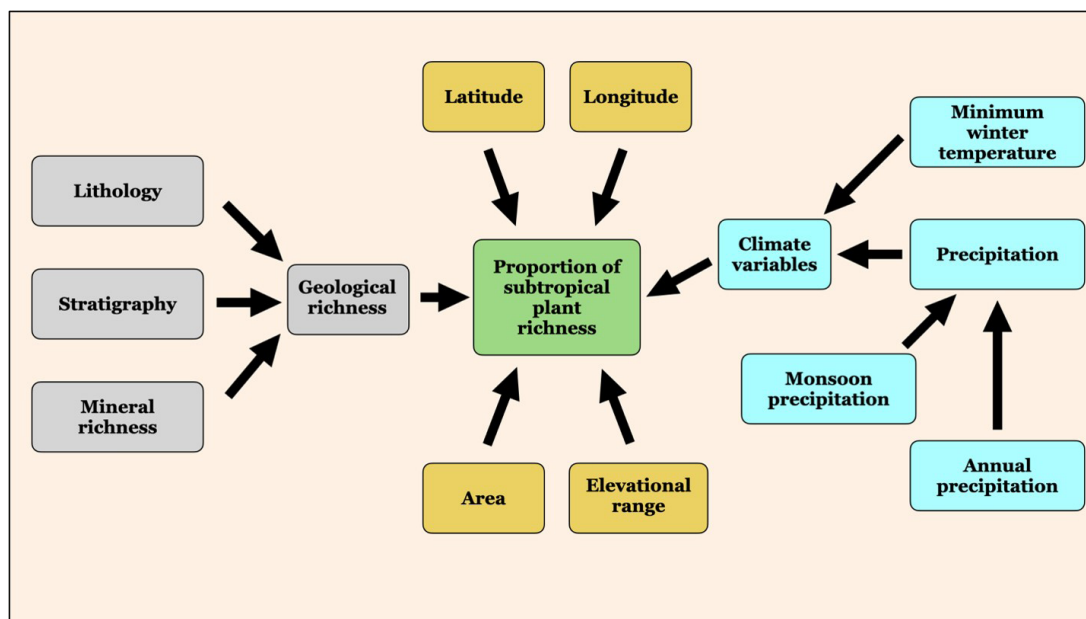 Latitude
Longitude
Minimum
winter
temperature
Lithology
Climate
variables
Precipitation
Proportion of
subtropical
plant
richness
Geological
richness
Stratigraphy
Monsoon
precipitation
Mineral
richness
Annual
precipitation
Area
Elevational
range